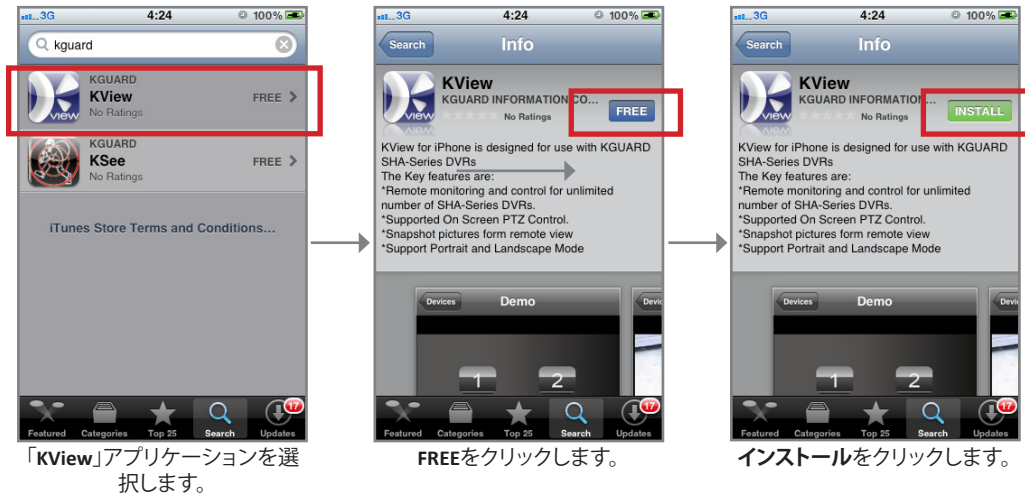 3G 4:24 100%
kguard
KGUARD
KView
FREE
No Ratings
VIEW
KGUARD
KSee
FREE
No Ratings
iTunes Store Terms and Conditions...
Featured Categories Top 25 Search Updates
17
「KView」アプリケーションを選
択します。
3G 4:24 100%
Search Info
KView
KGUARD INFORMATION CO...
No Ratings
FREE
VIEW
KView for iPhone is designed for use with KGUARD
SHA-Series DVRs
The Key features are:
*Remote monitoring and control for unlimited
number of SHA-Series DVRs.
*Supported On Screen PTZ Control.
*Snapshot pictures form remote view
*Support Portrait and Landscape Mode
Devices Demo
1 2
Featured Categories Top 25 Search Updates
17
FREEをクリックします。
3G 4:24 100%
Search Info
KView
KGUARD INFORMATION...
No Ratings
INSTALL
VIEW
KView for iPhone is designed for use with KGUARD
SHA-Series DVRs
The Key features are:
*Remote monitoring and control for unlimited
number of SHA-Series DVRs.
*Supported On Screen PTZ Control.
*Snapshot pictures form remote view
*Support Portrait and Landscape Mode
Devices Demo
1 2
Featured Categories Top 25 Search Updates
17
インストールをクリックします。